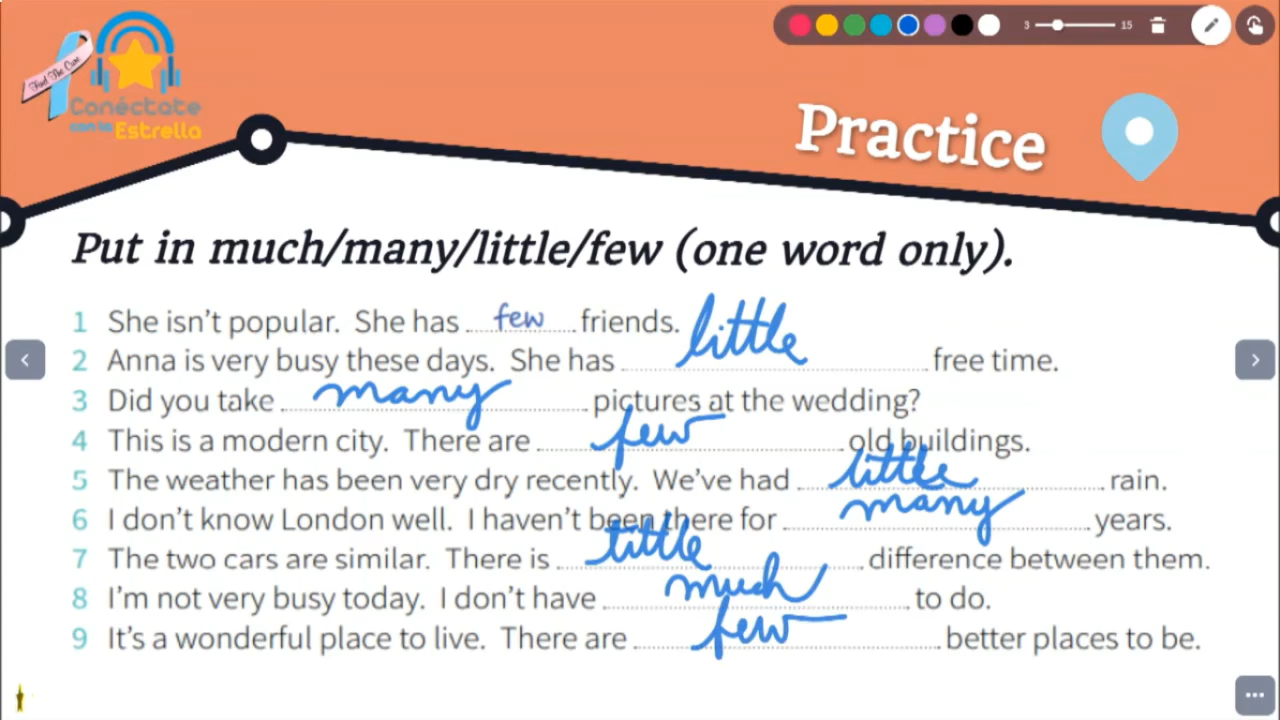 Find The Cure
Conéctate
con la Estrella
3 15
Practice
Put in much/many/little/few (one word only).
1 She isn't popular. She has few friends.
2 Anna is very busy these days. She has little free time.
3 Did you take many pictures at the wedding?
4 This is a modern city. There are few old buildings.
5 The weather has been very dry recently. We've had little rain.
6 I don't know London well. I haven't been there for many years.
7 The two cars are similar. There is little difference between them.
8 I'm not very busy today. I don't have much to do.
9 It's a wonderful place to live. There are few better places to be.